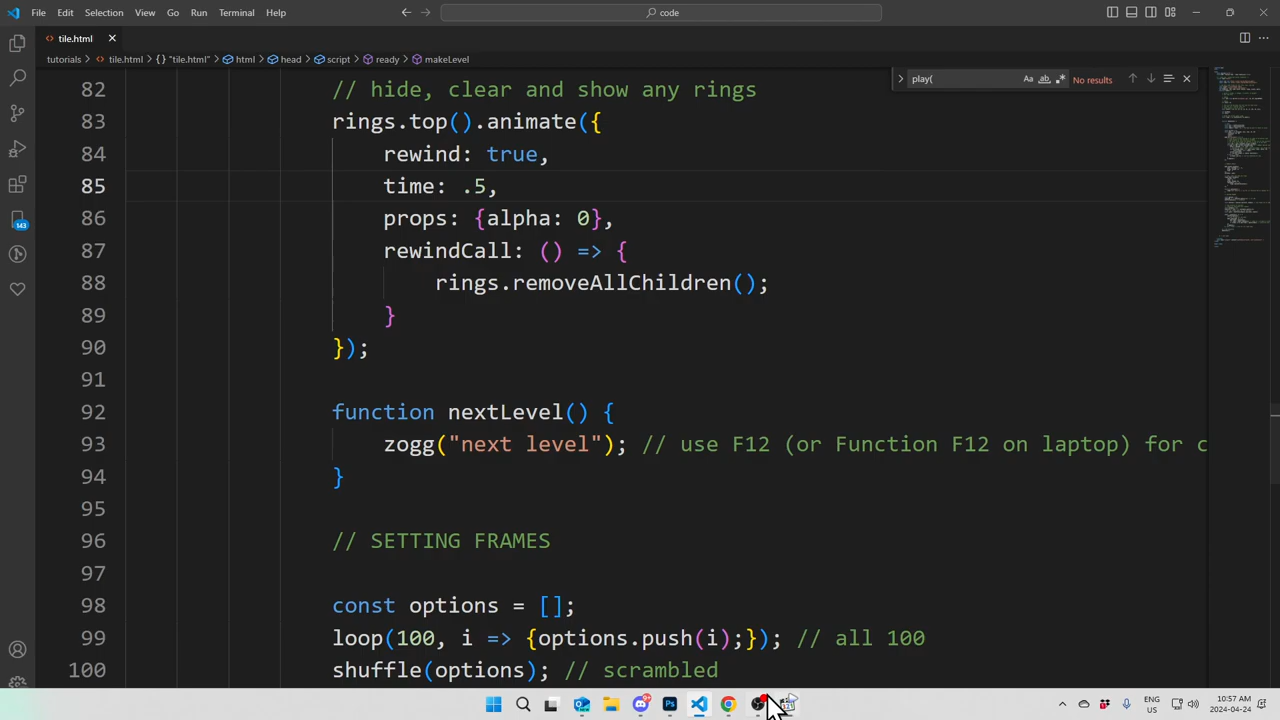 File Edit Selection View Go Run Terminal Help
code
tile.html
tutorials > tile.html > "tile.html" > html > head > script > ready > makeLevel
play(
Aa ab .*
No results
82 // hide, clear and show any rings
83 rings.top().animate({
84 rewind: true,
85 time: .5,
86 props: {alpha: 0},
87 rewindCall: () => {
88 rings.removeAllChildren();
89 }
90 });
91
92 function nextLevel() {
93 zogg("next level"); // use F12 (or Function F12 on laptop) for c
94 }
95
96 // SETTING FRAMES
97
98 const options = [];
99 loop(100, i => {options.push(i);}); // all 100
100 shuffle(options); // scrambled
143
Ps
ENG
US
10:57 AM
2024-04-24